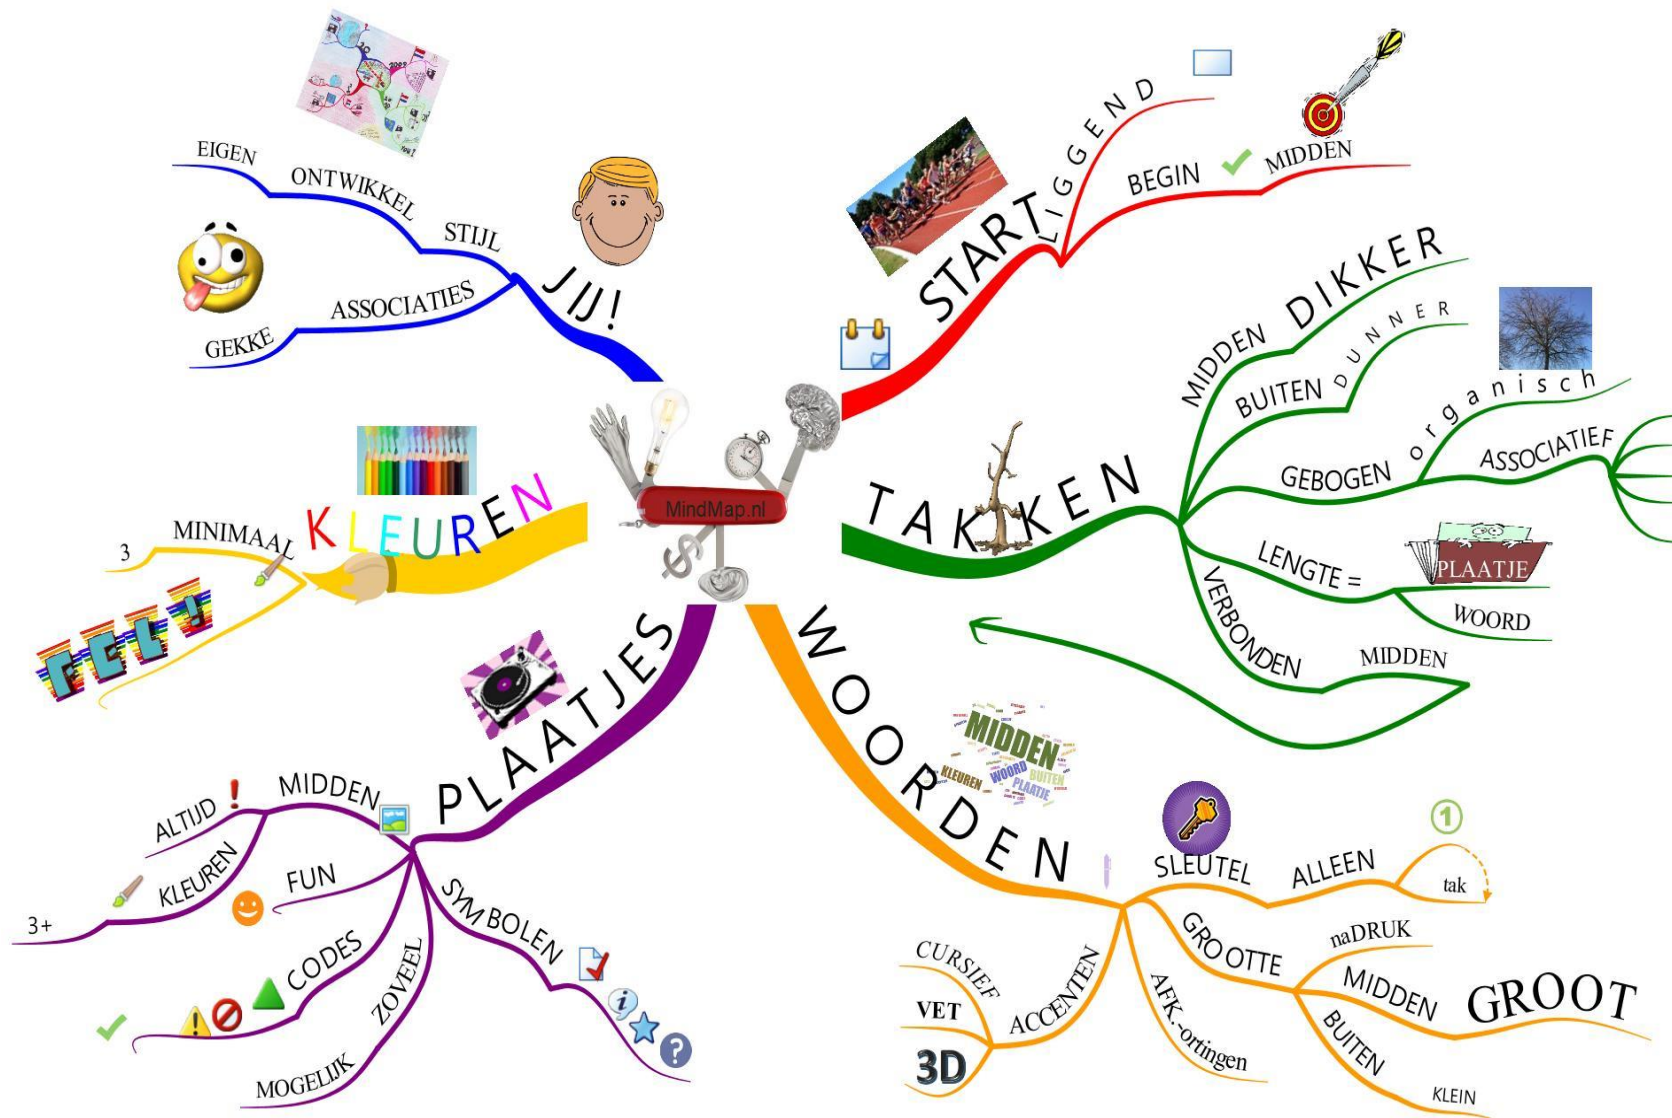 MindMap.nl
START
LIGGEND
BEGIN
MIDDEN
TAKKEN
MIDDEN DIKKER
BUITEN DUNNER
GEBOGEN
organisch
ASSOCIATIEF
LENGTE =
PLAATJE
WOORD
VERBONDEN
MIDDEN
WOORDEN
MIDDEN
KLEUREN
WOORD
BUITEN
PLAATJE
SLEUTEL
ALLEEN
1
tak
GROOTTE
naDRUK
MIDDEN
GROOT
BUITEN
KLEIN
AFK.-ortingen
ACCENTEN
CURSIEF
VET
3D
PLAATJES
MIDDEN
ALTIJD
KLEUREN
3+
FUN
CODES
ZOVEEL
MOGELIJK
SYMBOLEN
KLEUREN
MINIMAAL
3
FEL!
JIJ!
STIJL
ONTWIKKEL
EIGEN
ASSOCIATIES
GEKKE